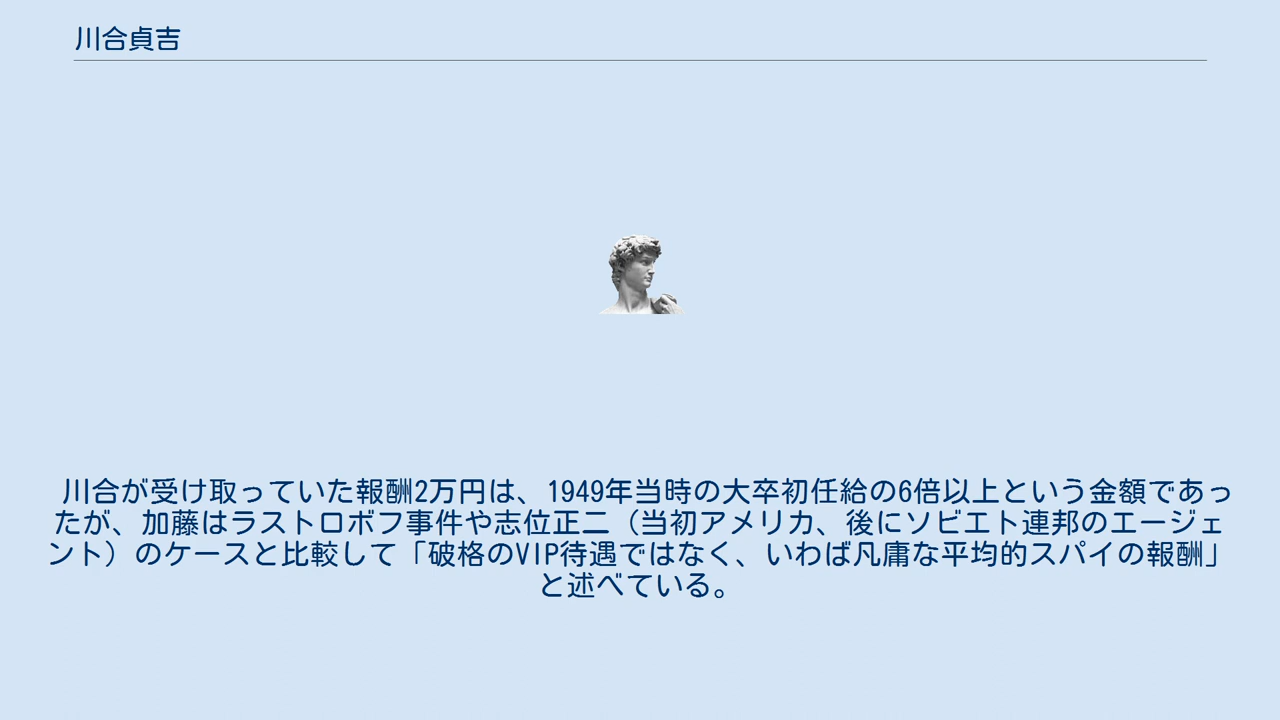 川合貞吉
川合が受け取っていた報酬2万円は、1949年当時の大卒初任給の6倍以上という金額であっ
たが、加藤はラストロボフ事件や志位正二（当初アメリカ、後にソビエト連邦のエージェ
ント）のケースと比較して「破格のVIP待遇ではなく、いわば凡庸な平均的スパイの報酬」
と述べている。